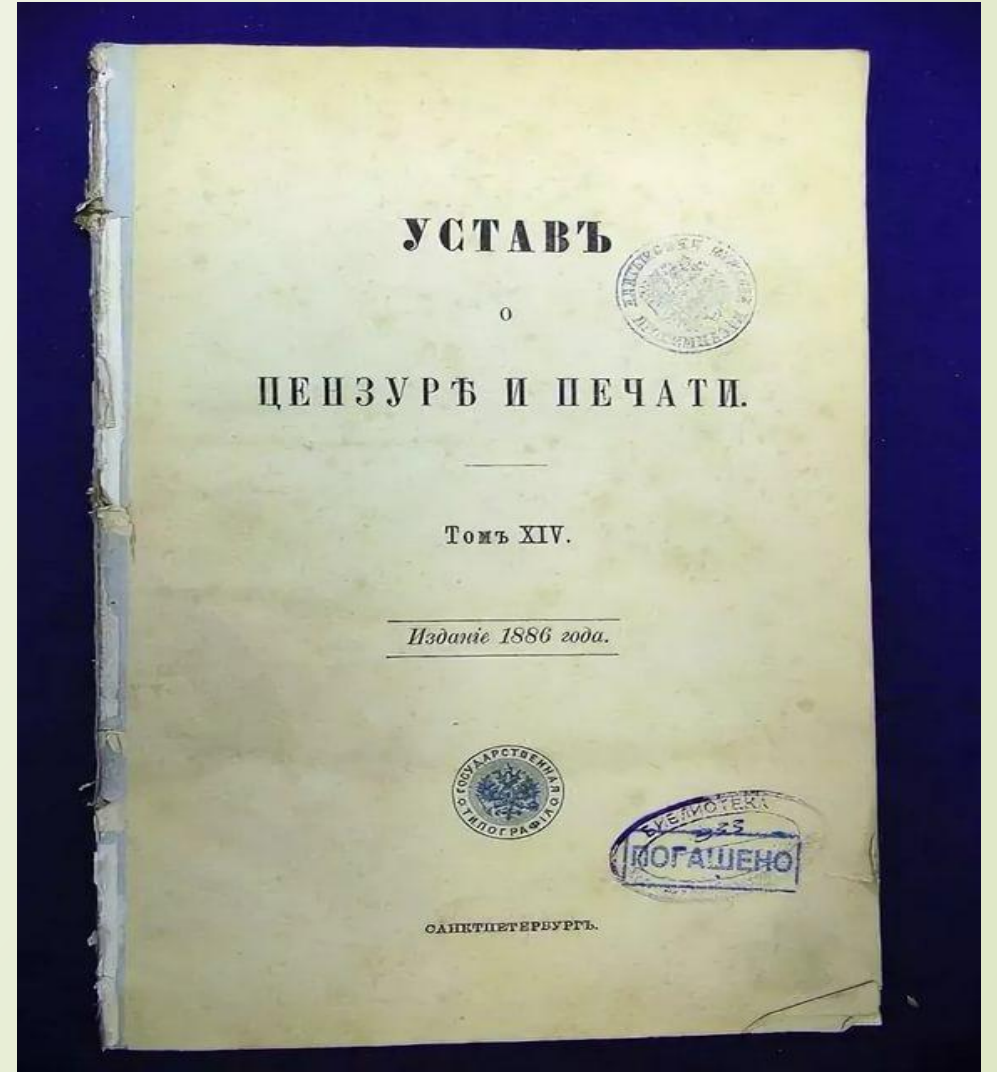 УСТАВЪ
О
ЦЕНЗУРѢ И ПЕЧАТИ.
Томъ XIV.
Изданіе 1886 года.
ГОСУДАРСТВЕННАЯ
ТИПОГРАФІЯ
БИБЛИОТЕКА
ПОГАШЕНО
САНКТПЕТЕРБУРГЪ.